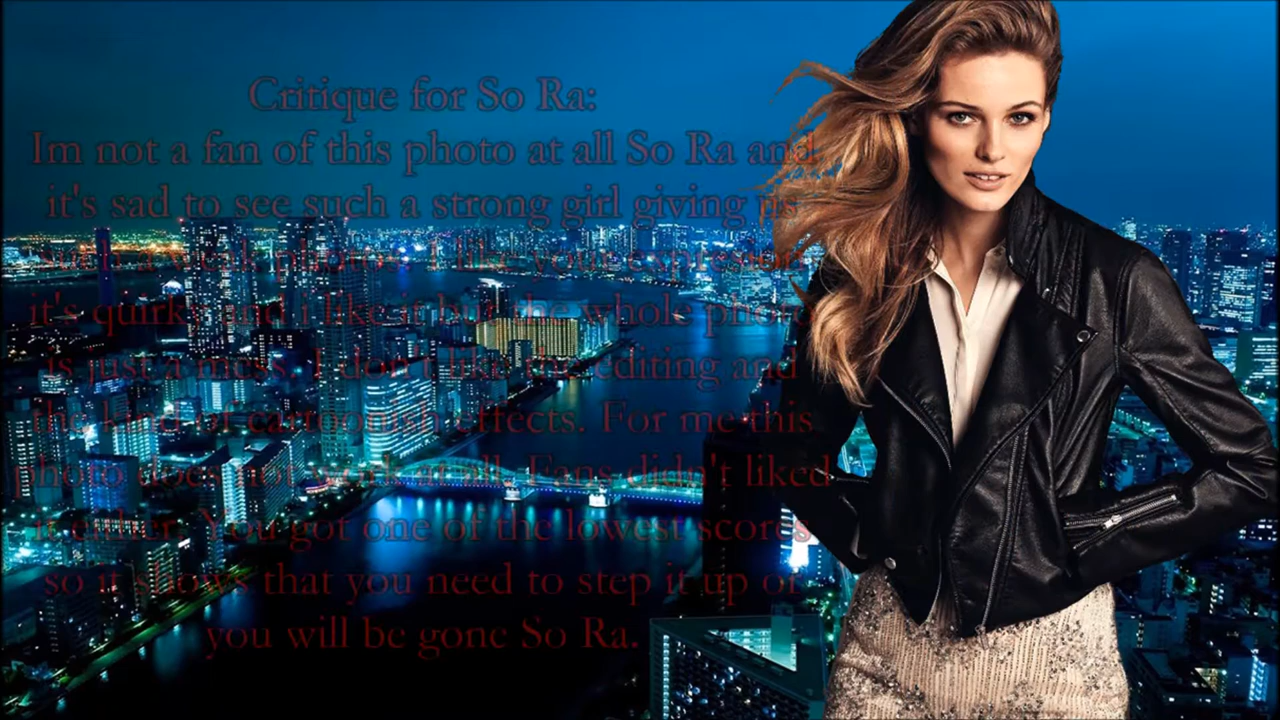 Critique for So Ra:
Im not a fan of this photo at all So Ra and
it's sad to see such a strong girl giving us
such a weak photos. I like your expression
it's quirky and i like it but the whole photo
is just a mess. I don't like the editing and
the kind of cartoonish effects. For me this
photo does not work at all. Fans didn't liked
it either. You got one of the lowest scores
so it shows that you need to step it up or
you will be gone So Ra.